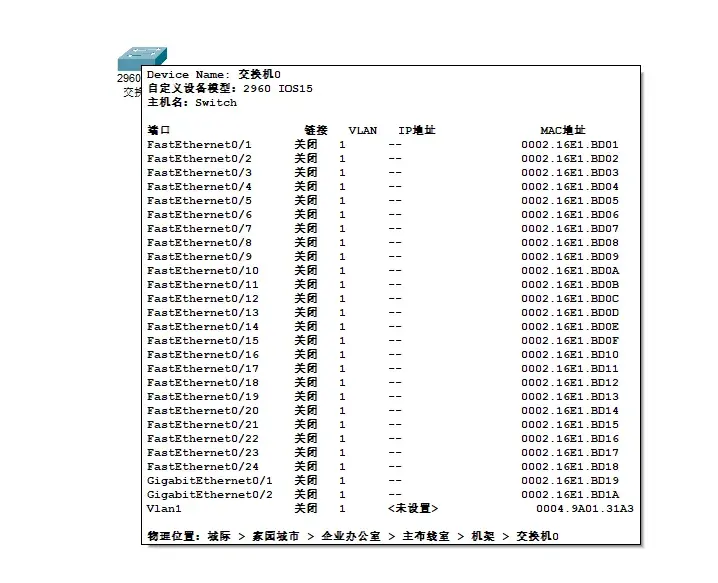 2960
交换
Device Name: 交换机0
自定义设备模型: 2960 IOS15
主机名: Switch
端口 链接 VLAN IP地址 MAC地址
FastEthernet0/1 关闭 1 -- 0002.16E1.BD01
FastEthernet0/2 关闭 1 -- 0002.16E1.BD02
FastEthernet0/3 关闭 1 -- 0002.16E1.BD03
FastEthernet0/4 关闭 1 -- 0002.16E1.BD04
FastEthernet0/5 关闭 1 -- 0002.16E1.BD05
FastEthernet0/6 关闭 1 -- 0002.16E1.BD06
FastEthernet0/7 关闭 1 -- 0002.16E1.BD07
FastEthernet0/8 关闭 1 -- 0002.16E1.BD08
FastEthernet0/9 关闭 1 -- 0002.16E1.BD09
FastEthernet0/10 关闭 1 -- 0002.16E1.BD0A
FastEthernet0/11 关闭 1 -- 0002.16E1.BD0B
FastEthernet0/12 关闭 1 -- 0002.16E1.BD0C
FastEthernet0/13 关闭 1 -- 0002.16E1.BD0D
FastEthernet0/14 关闭 1 -- 0002.16E1.BD0E
FastEthernet0/15 关闭 1 -- 0002.16E1.BD0F
FastEthernet0/16 关闭 1 -- 0002.16E1.BD10
FastEthernet0/17 关闭 1 -- 0002.16E1.BD11
FastEthernet0/18 关闭 1 -- 0002.16E1.BD12
FastEthernet0/19 关闭 1 -- 0002.16E1.BD13
FastEthernet0/20 关闭 1 -- 0002.16E1.BD14
FastEthernet0/21 关闭 1 -- 0002.16E1.BD15
FastEthernet0/22 关闭 1 -- 0002.16E1.BD16
FastEthernet0/23 关闭 1 -- 0002.16E1.BD17
FastEthernet0/24 关闭 1 -- 0002.16E1.BD18
GigabitEthernet0/1 关闭 1 -- 0002.16E1.BD19
GigabitEthernet0/2 关闭 1 -- 0002.16E1.BD1A
Vlan1 关闭 1 <未设置> 0004.9A01.31A3
物理位置: 城际 > 家园城市 > 企业办公室 > 主布线室 > 机架 > 交换机0